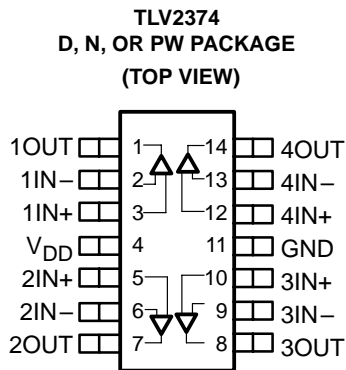 TLV2374
D, N, OR PW PACKAGE
(TOP VIEW)
1OUT 1 14 4OUT
1IN− 2 13 4IN−
1IN+ 3 12 4IN+
VDD 4 11 GND
2IN+ 5 10 3IN+
2IN− 6 9 3IN−
2OUT 7 8 3OUT